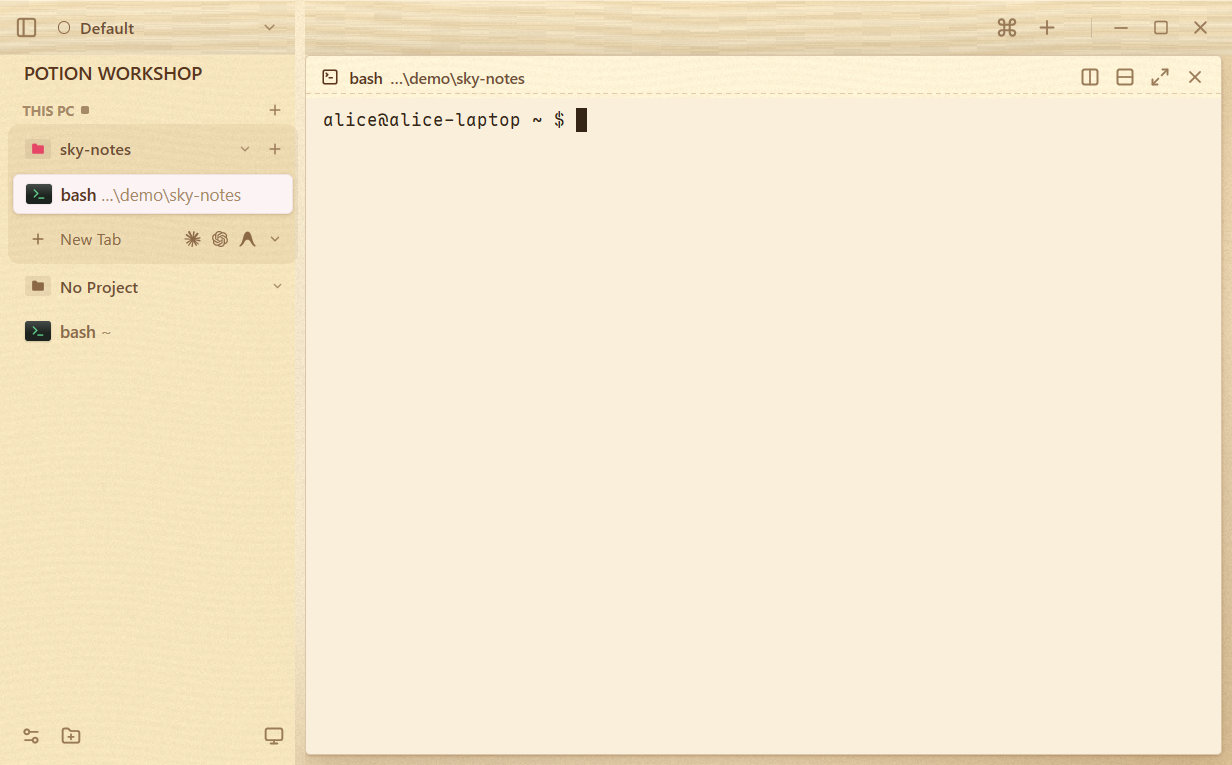 Default
POTION WORKSHOP
THIS PC
sky-notes
bash ...\demo\sky-notes
New Tab
No Project
bash ~
bash ...\demo\sky-notes
alice@alice-laptop ~ $